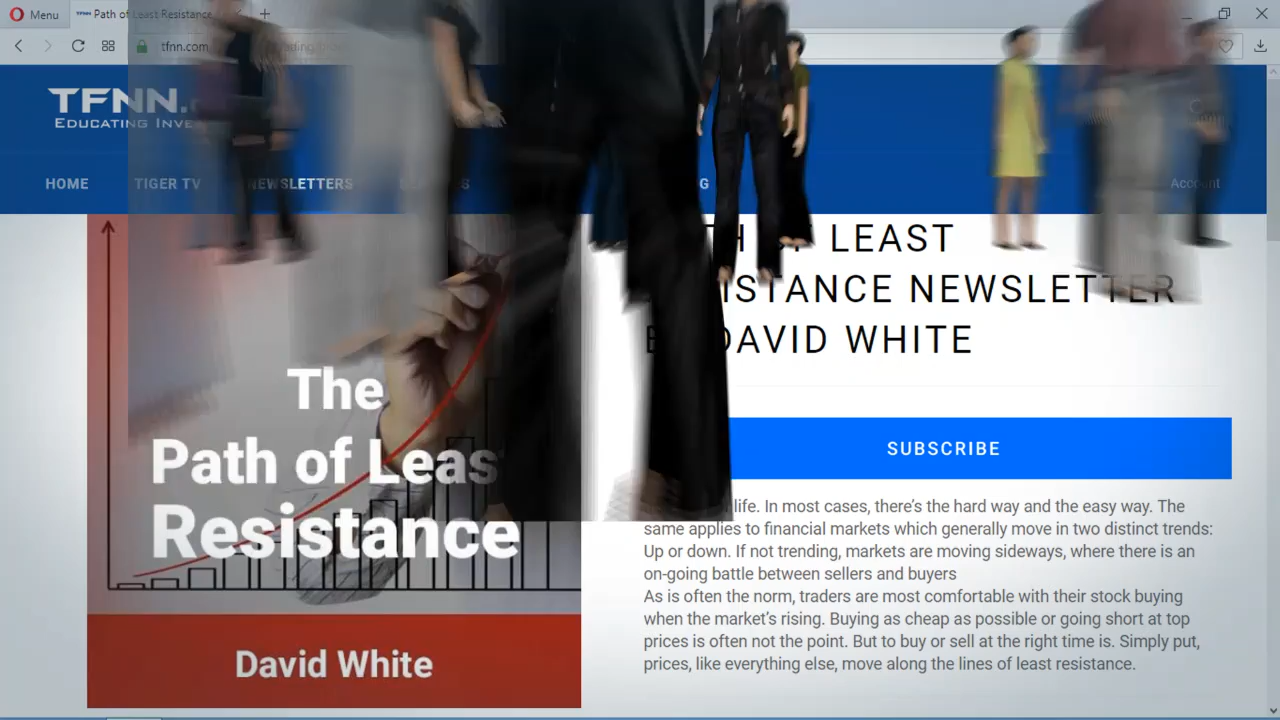 Menu
Path of Least Resistance
tfnn.com
TFNN.
EDUCATING INVE
HOME
TIGER TV
NEWSLETTERS
Account
The
Path of Leas
Resistance
David White
LEAST
ISTANCE NEWSLETTER
DAVID WHITE
SUBSCRIBE
life. In most cases, there's the hard way and the easy way. The
same applies to financial markets which generally move in two distinct trends:
Up or down. If not trending, markets are moving sideways, where there is an
on-going battle between sellers and buyers
As is often the norm, traders are most comfortable with their stock buying
when the market's rising. Buying as cheap as possible or going short at top
prices is often not the point. But to buy or sell at the right time is. Simply put,
prices, like everything else, move along the lines of least resistance.